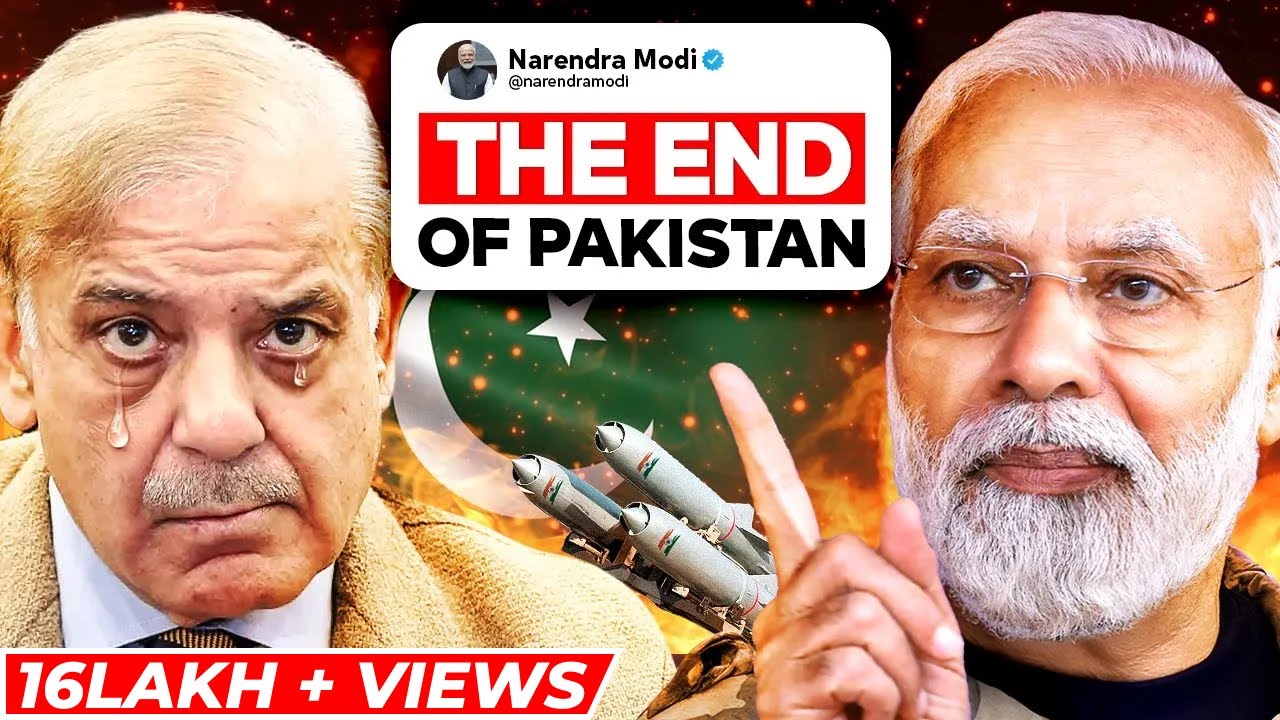 Narendra Modi
@narendramodi
THE END
OF PAKISTAN
16LAKH + VIEWS